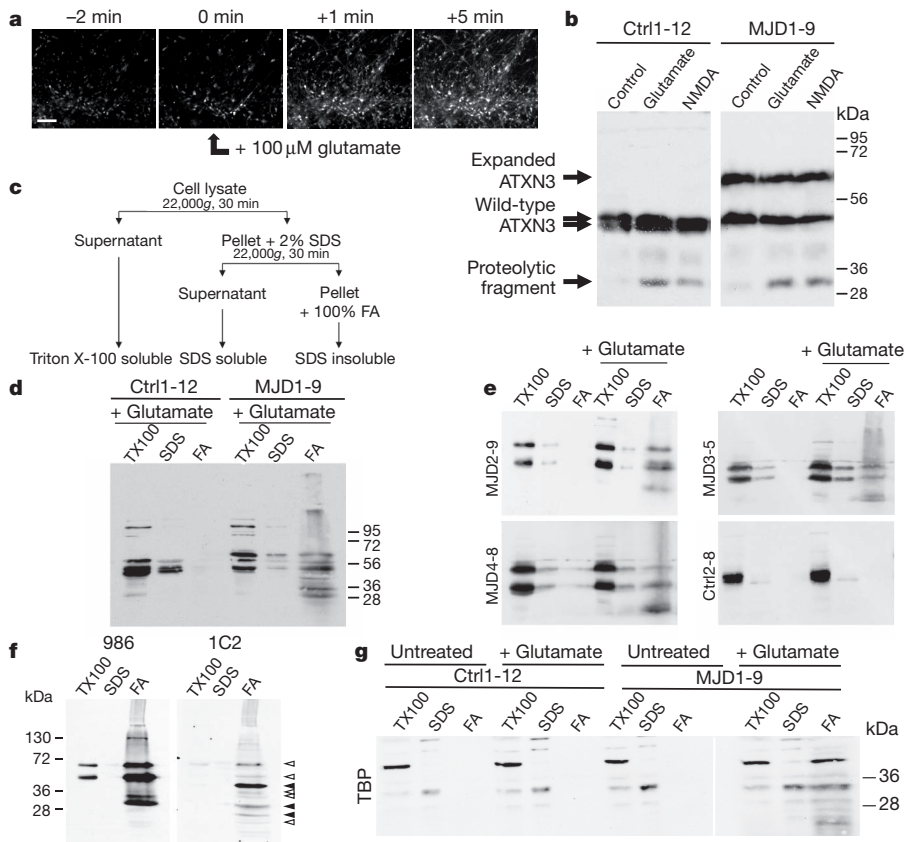 a
−2 min 0 min +1 min +5 min
+ 100 μM glutamate
b
Ctrl1-12 MJD1-9
Control Glutamate NMDA Control Glutamate NMDA
kDa
95
72
56
36
28
Expanded
ATXN3
Wild-type
ATXN3
Proteolytic
fragment
c
Cell lysate
22,000g, 30 min
Supernatant Pellet + 2% SDS
22,000g, 30 min
Supernatant Pellet
+ 100% FA
Triton X-100 soluble SDS soluble SDS insoluble
d
Ctrl1-12 MJD1-9
+ Glutamate + Glutamate
TX100 SDS FA TX100 SDS FA
95
72
56
36
28
e
+ Glutamate + Glutamate
TX100 SDS FA TX100 SDS FA TX100 SDS FA TX100 SDS FA
MJD2-9 MJD3-5
MJD4-8 Ctrl2-8
f
986 1C2
TX100 SDS FA TX100 SDS FA
kDa
130
72
36
28
g
Untreated + Glutamate Untreated + Glutamate
Ctrl1-12 MJD1-9
TX100 SDS FA TX100 SDS FA TX100 SDS FA TX100 SDS FA
kDa
TBP
36
28